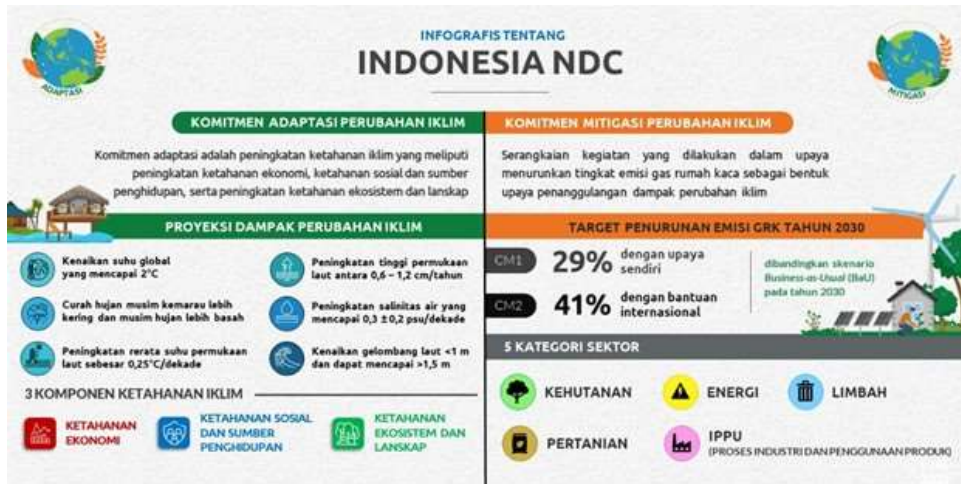 INFOGRAFIS TENTANG
INDONESIA NDC
ADAPTASI
MITIGASI
KOMITMEN ADAPTASI PERUBAHAN IKLIM
Komitmen adaptasi adalah peningkatan ketahanan iklim yang meliputi
peningkatan ketahanan ekonomi, ketahanan sosial dan sumber
penghidupan, serta peningkatan ketahanan ekosistem dan lanskap
PROYEKSI DAMPAK PERUBAHAN IKLIM
Kenaikan suhu global
yang mencapai 2°C
Curah hujan musim kemarau lebih
kering dan musim hujan lebih basah
Peningkatan rerata suhu permukaan
laut sebesar 0,25°C/dekade
Peningkatan tinggi permukaan
laut antara 0,6 – 1,2 cm/tahun
Peningkatan salinitas air yang
mencapai 0,3 ±0,2 psu/dekade
Kenaikan gelombang laut <1 m
dan dapat mencapai >1,5 m
3 KOMPONEN KETAHANAN IKLIM
KETAHANAN
EKONOMI
KETAHANAN SOSIAL
DAN SUMBER
PENGHIDUPAN
KETAHANAN
EKOSISTEM DAN
LANSKAP
KOMITMEN MITIGASI PERUBAHAN IKLIM
Serangkaian kegiatan yang dilakukan dalam upaya
menurunkan tingkat emisi gas rumah kaca sebagai bentuk
upaya penanggulangan dampak perubahan iklim
TARGET PENURUNAN EMISI GRK TAHUN 2030
CM1
29%
dengan upaya
sendiri
CM2
41%
dengan bantuan
internasional
dibandingkan skenario
Business-as-Usual (BaU)
pada tahun 2030
5 KATEGORI SEKTOR
KEHUTANAN
ENERGI
LIMBAH
PERTANIAN
IPPU
(PROSES INDUSTRI DAN PENGGUNAAN PRODUK)